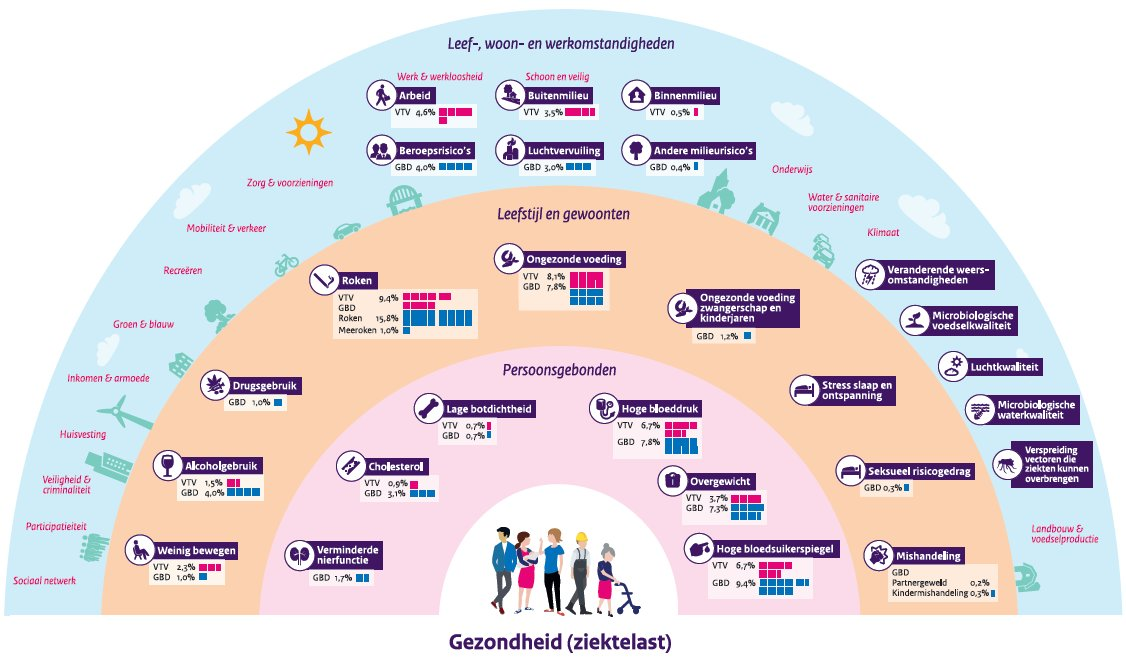 Leef-, woon- en werkomstandigheden
Werk & werkloosheid
Schoon en veilig
Arbeid
VTV 4,6%
Buitenmilieu
VTV 3,5%
Binnenmilieu
VTV 0,5%
Beroepsrisico's
GBD 4,0%
Luchtvervuiling
GBD 3,0%
Andere milieurisico's
GBD 0,4%
Zorg & voorzieningen
Mobiliteit & verkeer
Recreëren
Groen & blauw
Inkomen & armoede
Huisvesting
Veiligheid &
criminaliteit
Participatieiteit
Sociaal netwerk
Onderwijs
Water & sanitaire
voorzieningen
Klimaat
Veranderende weers-
omstandigheden
Microbiologische
voedselkwaliteit
Luchtkwaliteit
Microbiologische
waterkwaliteit
Verspreiding
vectoren die
ziekten kunnen
overbrengen
Landbouw &
voedselproductie
Leefstijl en gewoonten
Roken
VTV 9,4%
GBD
Roken 15,8%
Meeroken 1,0%
Ongezonde voeding
VTV 8,1%
GBD 7,8%
Ongezonde voeding
zwangerschap en
kinderjaren
GBD 1,2%
Drugsgebruik
GBD 1,0%
Stress slaap en
ontspanning
Alcoholgebruik
VTV 1,5%
GBD 4,0%
Seksueel risicogedrag
GBD 0,3%
Weinig bewegen
VTV 2,3%
GBD 1,0%
Mishandeling
GBD
Partnergeweld 0,2%
Kindermishandeling 0,3%
Persoonsgebonden
Lage botdichtheid
VTV 0,7%
GBD 0,7%
Hoge bloeddruk
VTV 6,7%
GBD 7,8%
Cholesterol
VTV 0,9%
GBD 3,1%
Overgewicht
VTV 3,7%
GBD 7,3%
Verminderde
nierfunctie
GBD 1,7%
Hoge bloedsuikerspiegel
VTV 6,7%
GBD 9,4%
Gezondheid (ziektelast)